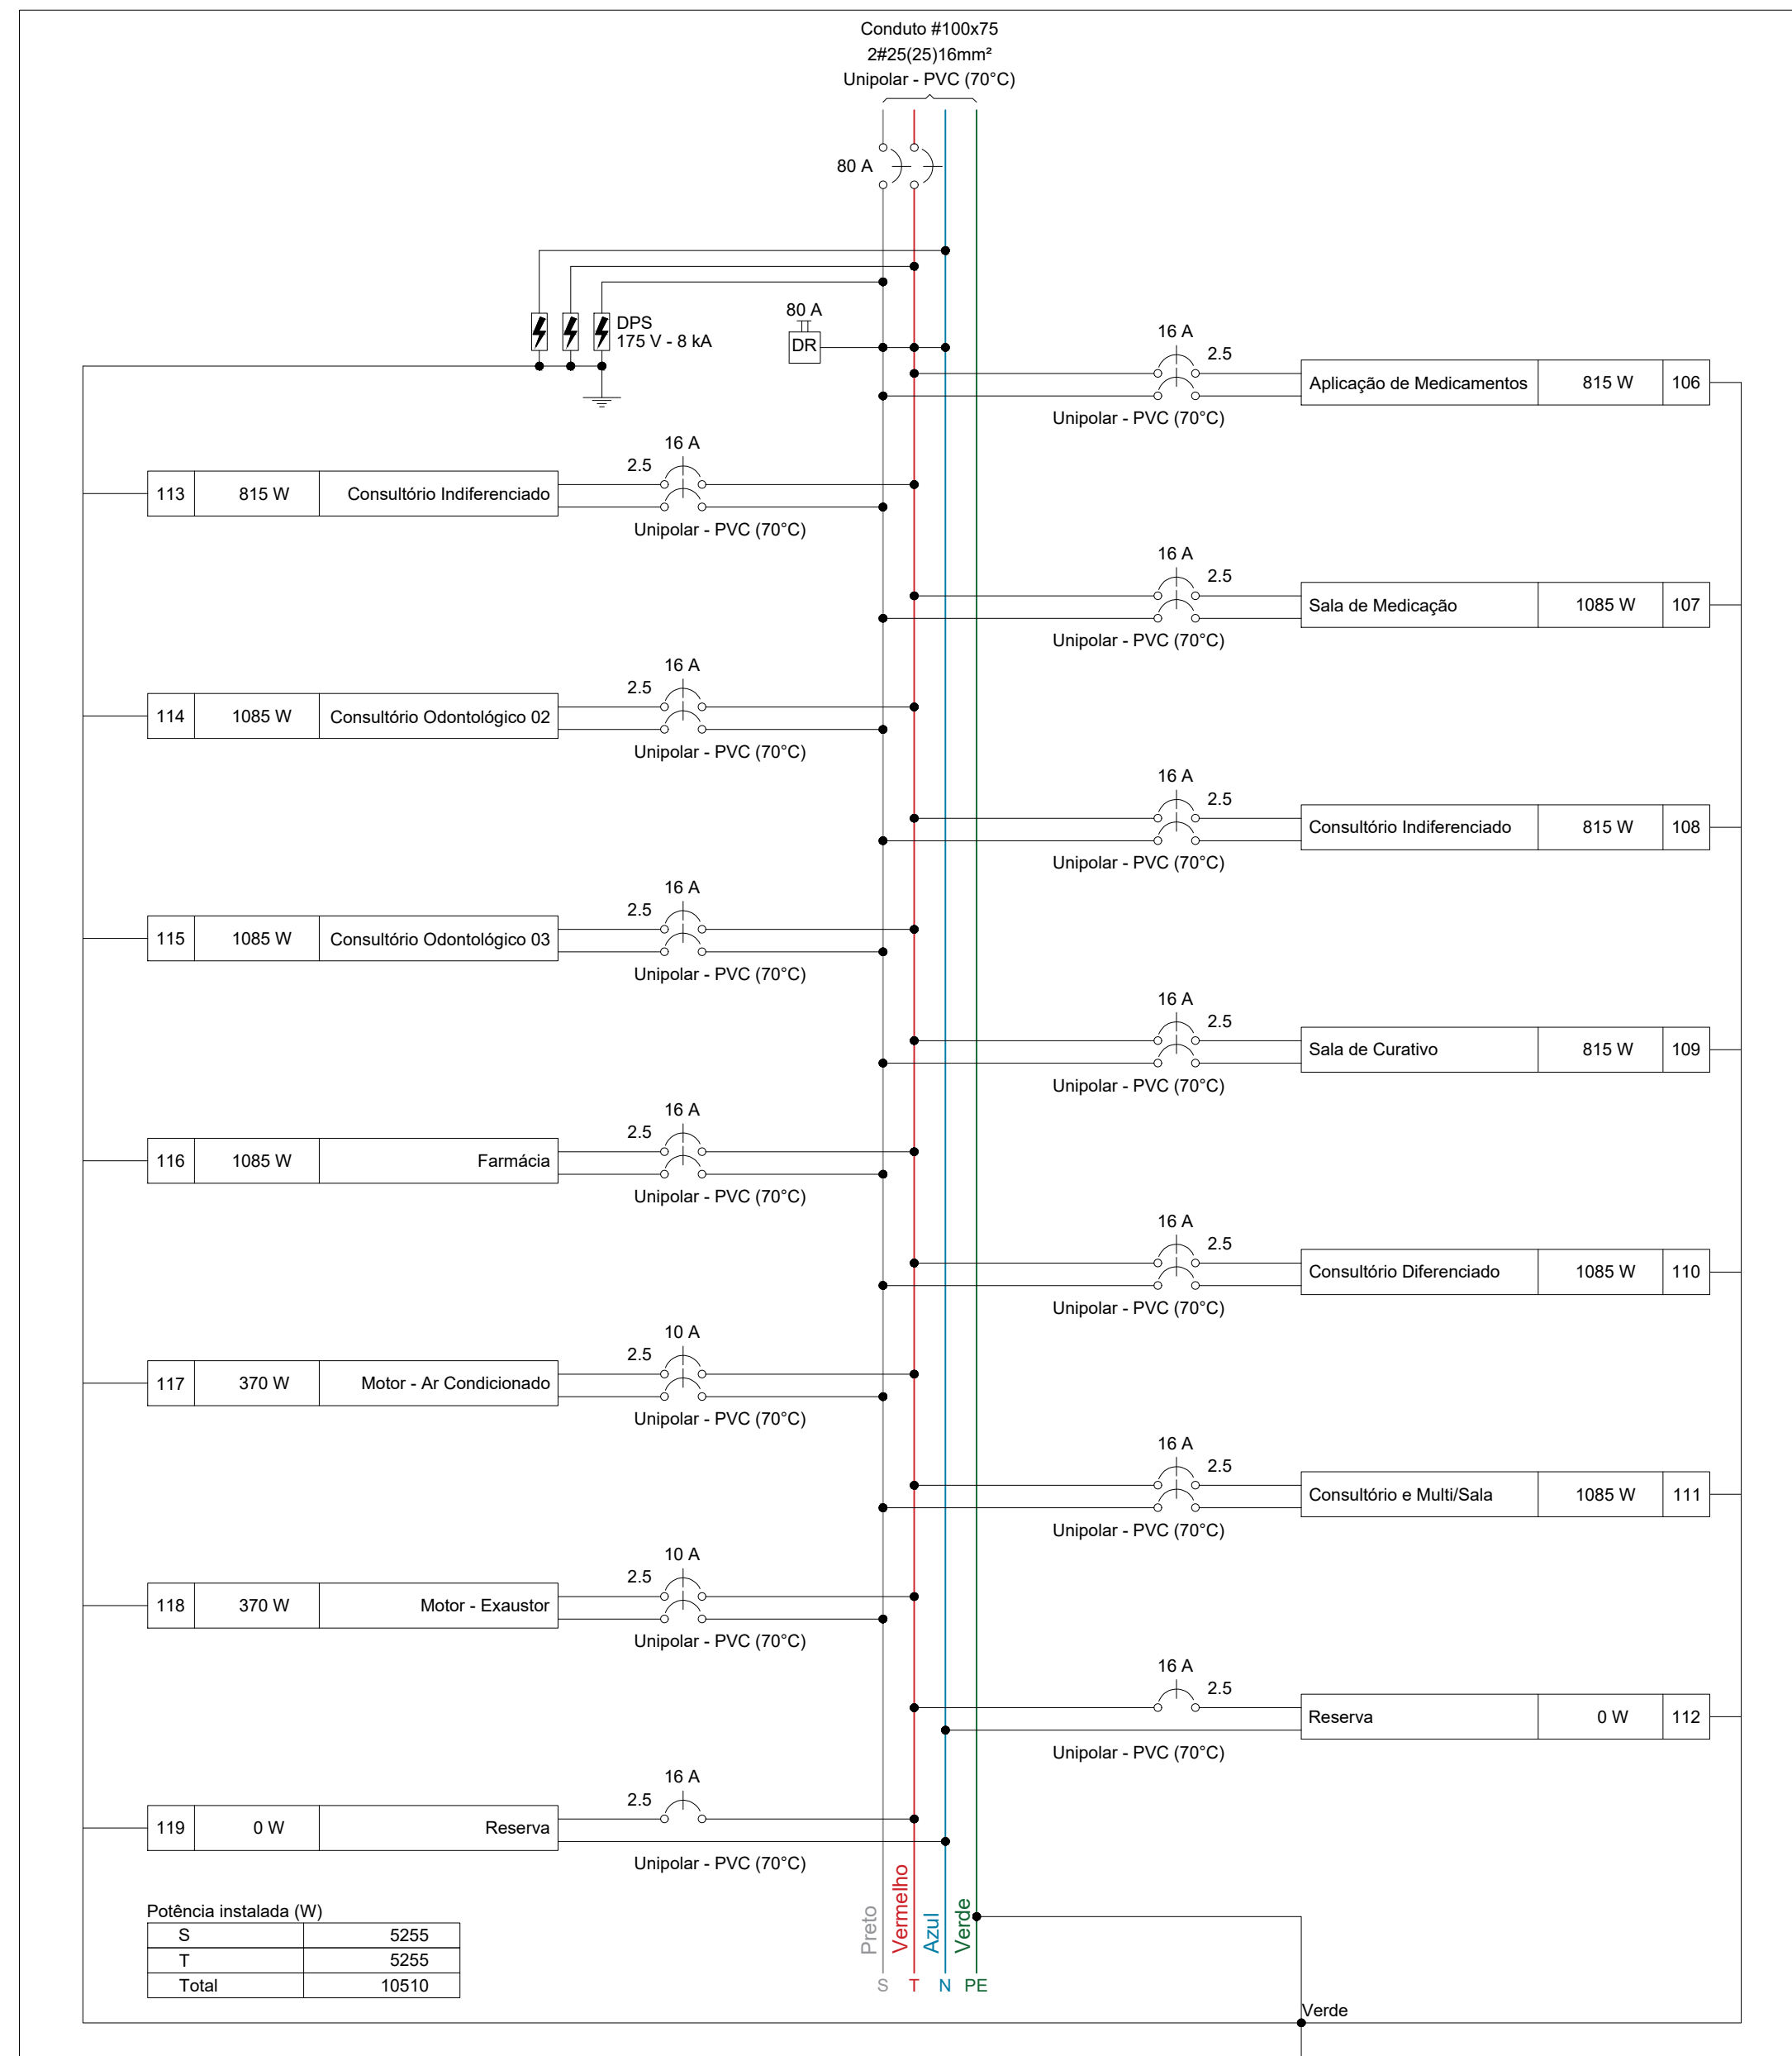 Conduto #100x75
2#25(25)16mm²
Unipolar - PVC (70°C)
80 A
DPS
175 V - 8 kA
80 A
DR
16 A
2.5
Aplicação de Medicamentos 815 W 106
Unipolar - PVC (70°C)
16 A
2.5
113 815 W Consultório Indiferenciado
Unipolar - PVC (70°C)
16 A
2.5
Sala de Medicação 1085 W 107
Unipolar - PVC (70°C)
16 A
2.5
114 1085 W Consultório Odontológico 02
Unipolar - PVC (70°C)
16 A
2.5
Consultório Indiferenciado 815 W 108
Unipolar - PVC (70°C)
16 A
2.5
115 1085 W Consultório Odontológico 03
Unipolar - PVC (70°C)
16 A
2.5
Sala de Curativo 815 W 109
Unipolar - PVC (70°C)
16 A
2.5
116 1085 W Farmácia
Unipolar - PVC (70°C)
16 A
2.5
Consultório Diferenciado 1085 W 110
Unipolar - PVC (70°C)
10 A
2.5
117 370 W Motor - Ar Condicionado
Unipolar - PVC (70°C)
16 A
2.5
Consultório e Multi/Sala 1085 W 111
Unipolar - PVC (70°C)
10 A
2.5
118 370 W Motor - Exaustor
Unipolar - PVC (70°C)
16 A
2.5
Reserva 0 W 112
Unipolar - PVC (70°C)
16 A
2.5
119 0 W Reserva
Unipolar - PVC (70°C)
Potência instalada (W)
S 5255
T 5255
Total 10510
Preto
Vermelho
Azul
Verde
S T N PE
Verde